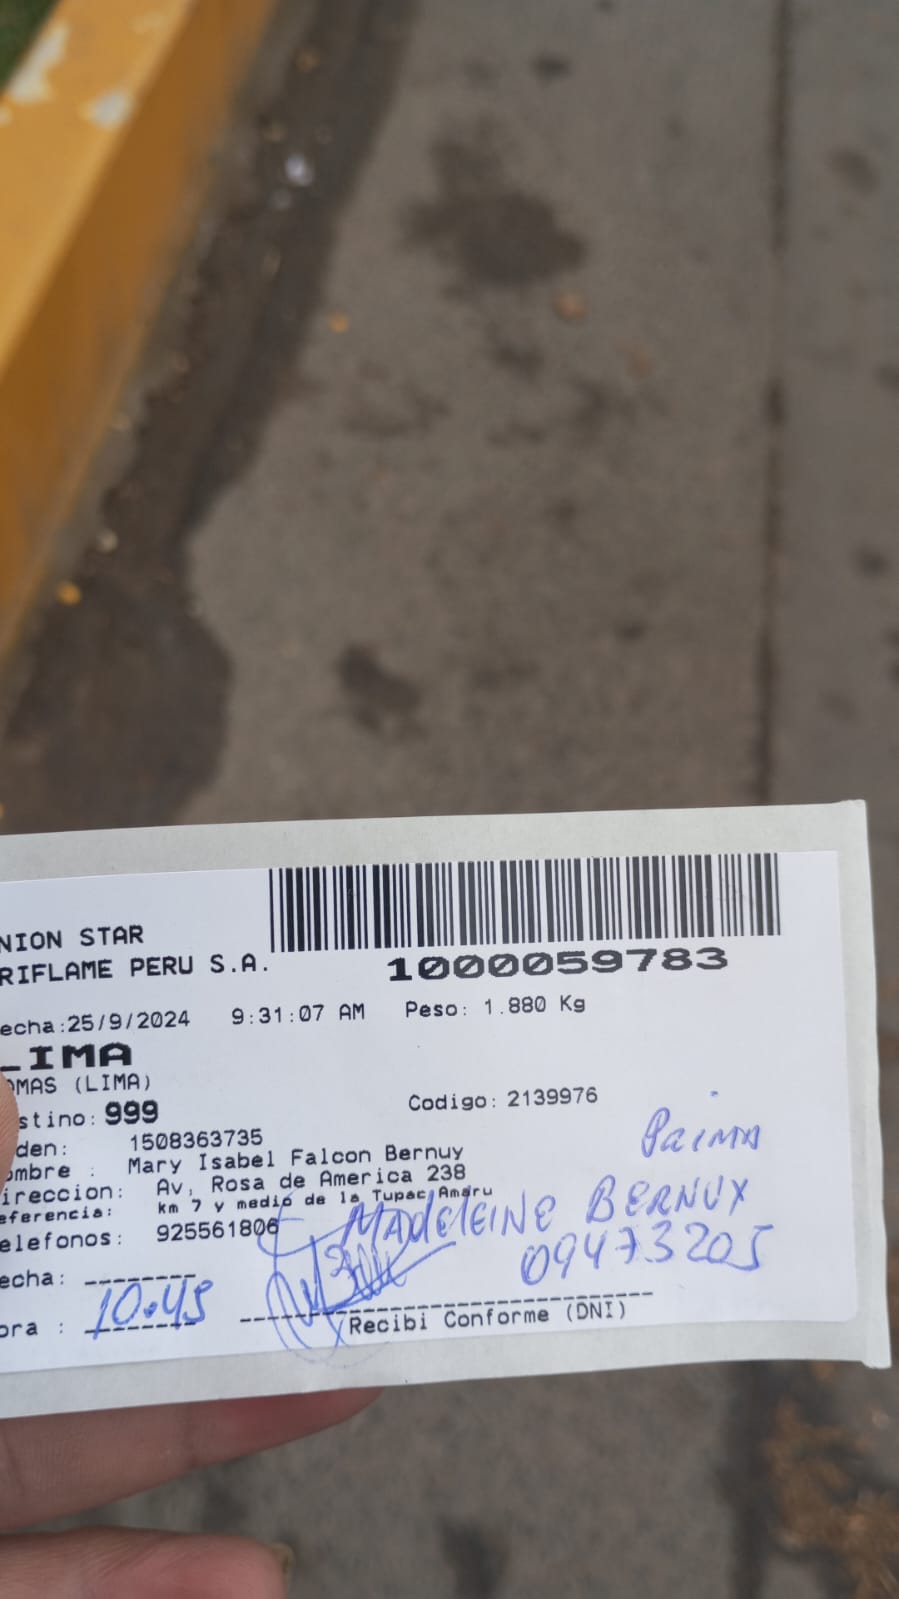 NION STAR
RIFLAME PERU S.A.
1000059783
echa:25/9/2024 9:31:07 AM Peso: 1.880 Kg
LIMA
OMAS (LIMA)
stino: 999 Codigo: 2139976
den: 1508363735
ombre : Mary Isabel Falcon Bernuy
ireccion: Av, Rosa de America 238
eferencia: km 7 y medio de la Tupac Amaru
elefonos: 925561806
Prima
MADELEINE BERNUY
09473205
echa: --------
ora : 10:45
Recibi Conforme (DNI)